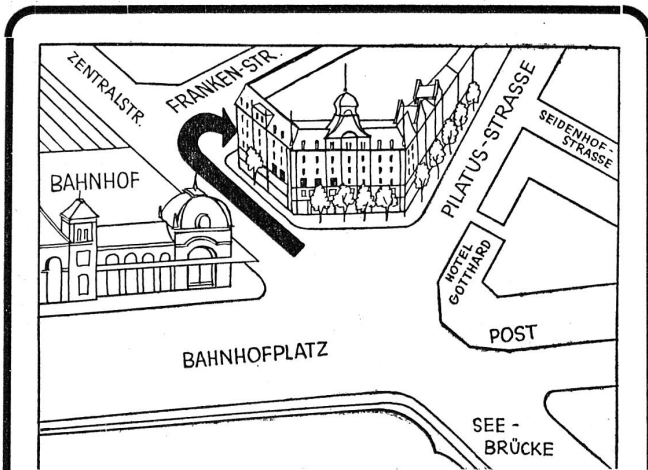 ZENTRALSTR.
FRANKEN-STR.
PILATUS-STRASSE
SEIDENHOF-
STRASSE
BAHNHOF
HOTEL
GOTTHARD
POST
BAHNHOFPLATZ
SEE-
BRÜCKE